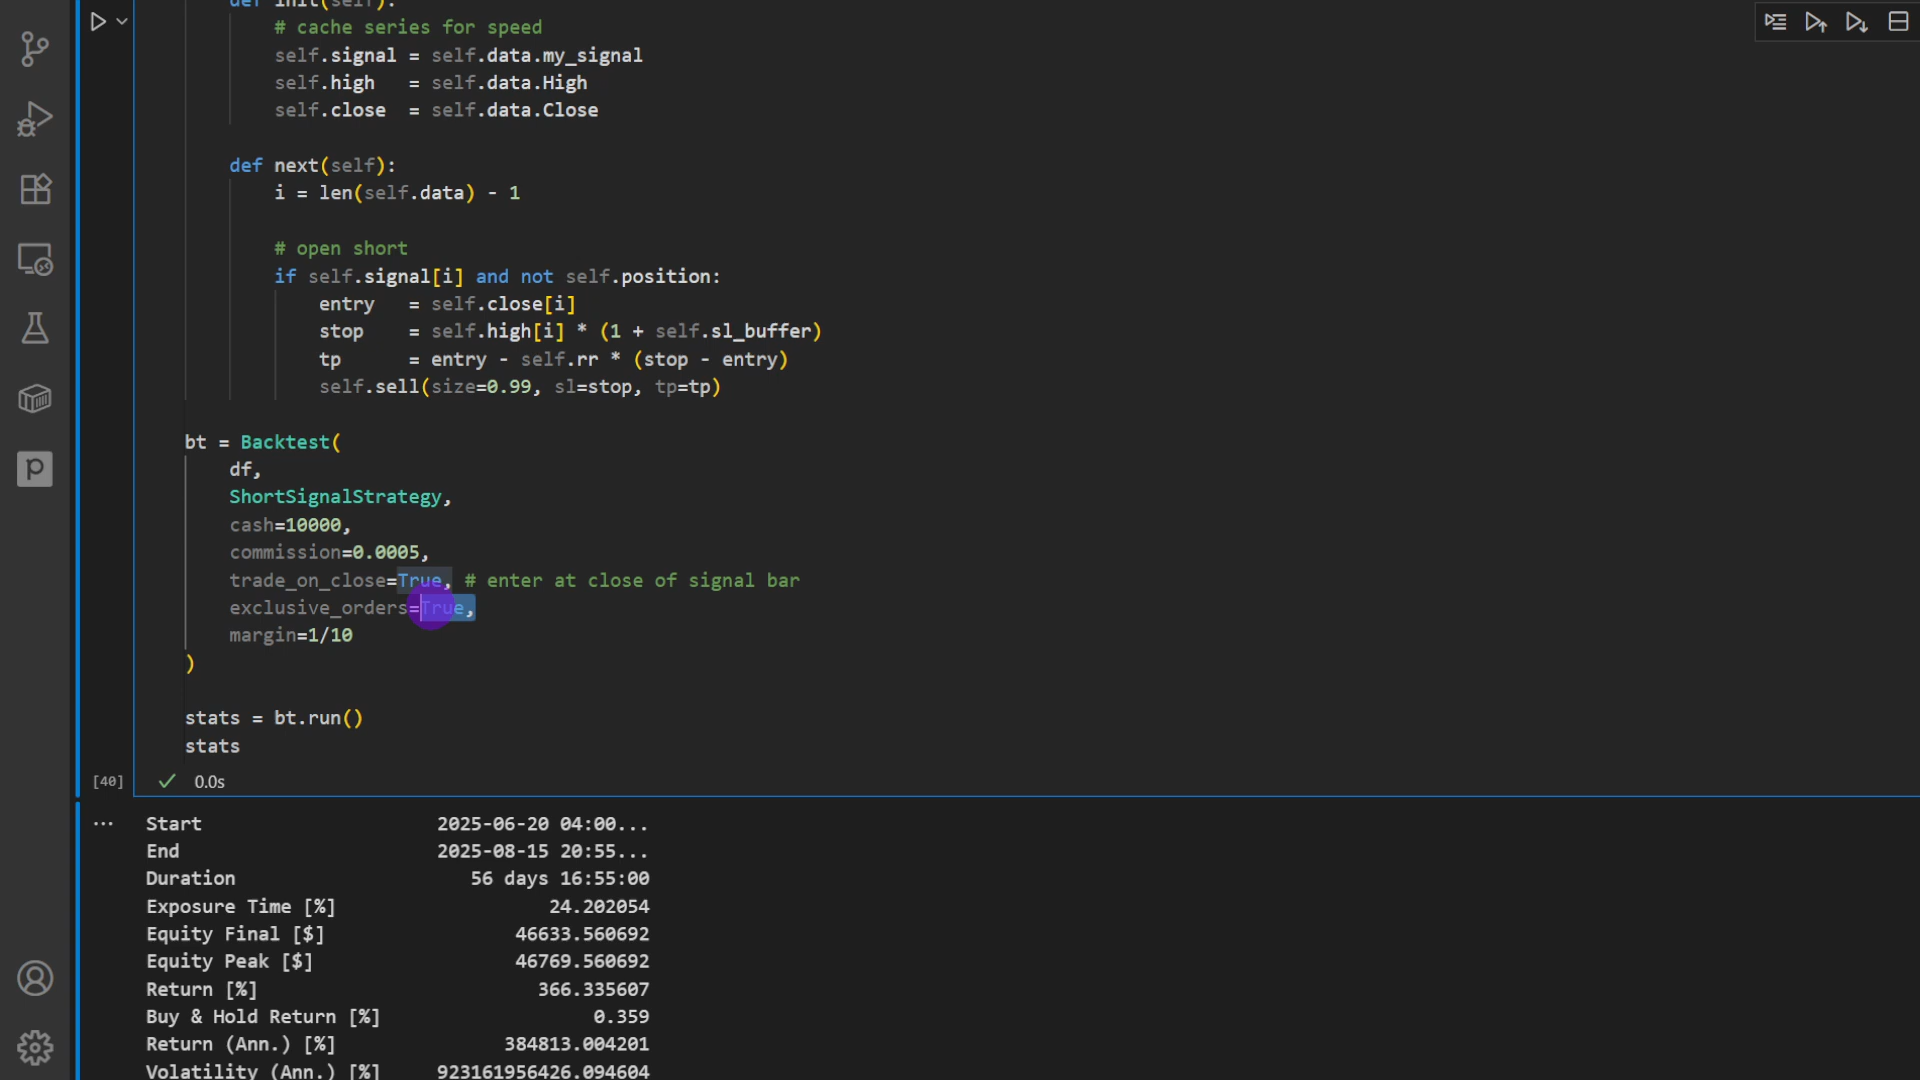 def init(self):
# cache series for speed
self.signal = self.data.my_signal
self.high   = self.data.High
self.close  = self.data.Close
def next(self):
i = len(self.data) - 1
# open short
if self.signal[i] and not self.position:
entry   = self.close[i]
stop    = self.high[i] * (1 + self.sl_buffer)
tp      = entry - self.rr * (stop - entry)
self.sell(size=0.99, sl=stop, tp=tp)
bt = Backtest(
df,
ShortSignalStrategy,
cash=10000,
commission=0.0005,
trade_on_close=True, # enter at close of signal bar
exclusive_orders=True,
margin=1/10
)
stats = bt.run()
stats
[40] 0.0s
Start 2025-06-20 04:00...
End 2025-08-15 20:55...
Duration 56 days 16:55:00
Exposure Time [%] 24.202054
Equity Final [$] 46633.560692
Equity Peak [$] 46769.560692
Return [%] 366.335607
Buy & Hold Return [%] 0.359
Return (Ann.) [%] 384813.004201
Volatility (Ann.) [%] 923161956426.094604